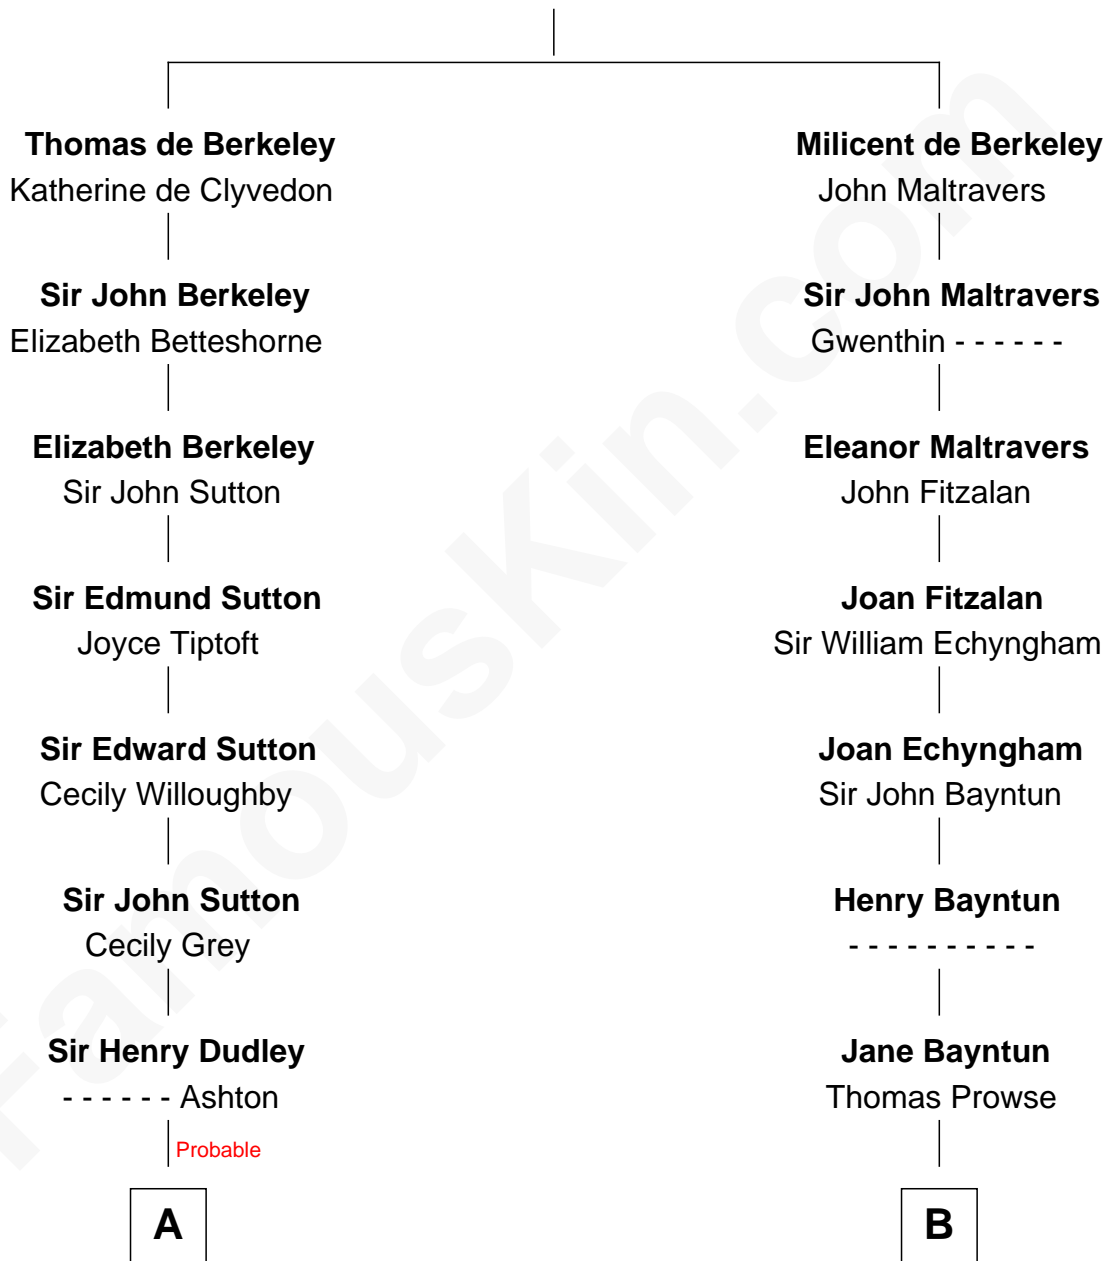 Thomas de Berkeley
Katherine de Clyvedon
Sir John Berkeley
Elizabeth Betteshorne
Elizabeth Berkeley
Sir John Sutton
Sir Edmund Sutton
Joyce Tiptoft
Sir Edward Sutton
Cecily Willoughby
Sir John Sutton
Cecily Grey
Sir Henry Dudley
- - - - - - Ashton
Probable
A
Milicent de Berkeley
John Maltravers
Sir John Maltravers
Gwenthin - - - - - -
Eleanor Maltravers
John Fitzalan
Joan Fitzalan
Sir William Echyngham
Joan Echyngham
Sir John Bayntun
Henry Bayntun
- - - - - - - - - -
Jane Bayntun
Thomas Prowse
B
FamousKin.com